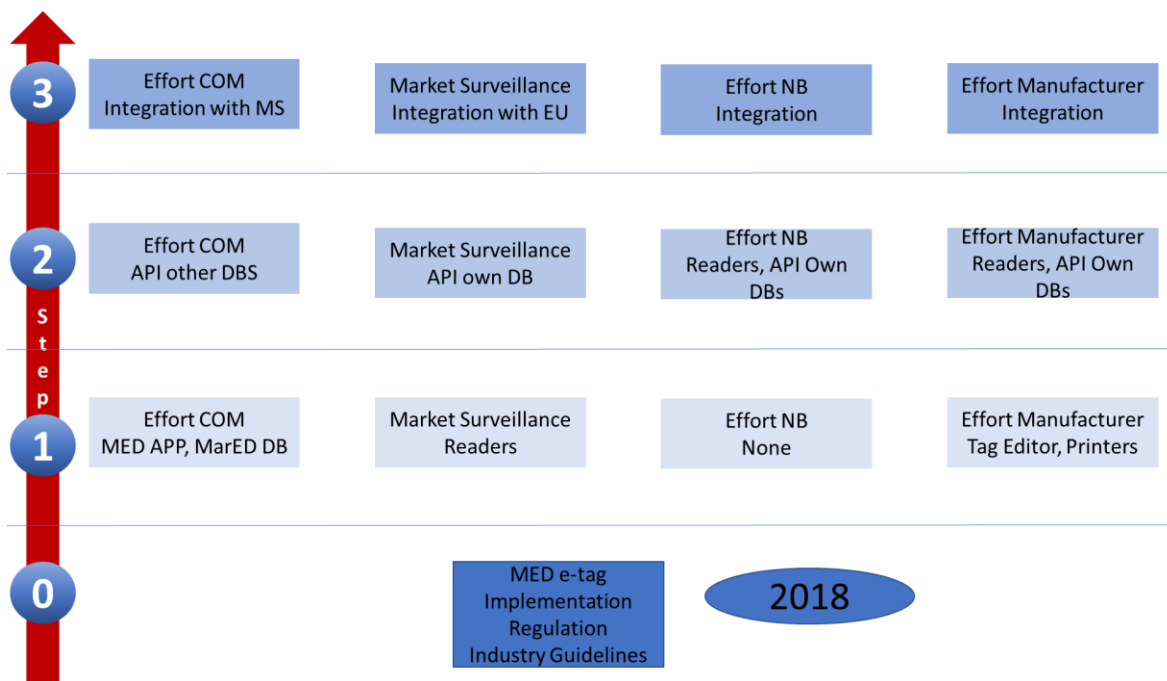 3
Effort COM
Integration with MS
Market Surveillance
Integration with EU
Effort NB
Integration
Effort Manufacturer
Integration
2
Effort COM
API other DBS
Market Surveillance
API own DB
Effort NB
Readers, API Own
DBs
Effort Manufacturer
Readers, API Own
DBs
Step
1
Effort COM
MED APP, MarED DB
Market Surveillance
Readers
Effort NB
None
Effort Manufacturer
Tag Editor, Printers
0
MED e-tag
Implementation
Regulation
Industry Guidelines
2018